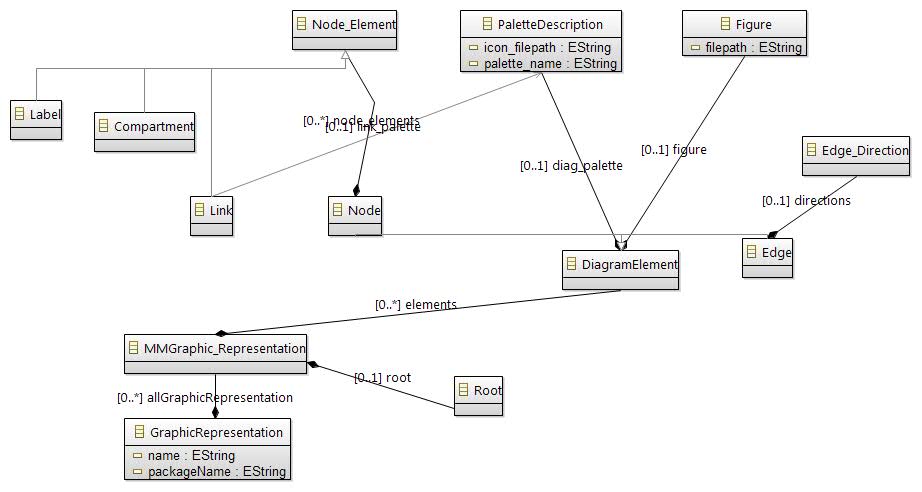 Node_Element
PaletteDescription
icon_filepath : EString
palette_name : EString
Figure
filepath : EString
Label
Compartment
[0..*] node_elements
[0..1] link_palette
[0..1] diag_palette
[0..1] figure
Edge_Direction
[0..1] directions
Link
Node
Edge
DiagramElement
[0..*] elements
MMGraphic_Representation
[0..1] root
Root
[0..*] allGraphicRepresentation
GraphicRepresentation
name : EString
packageName : EString